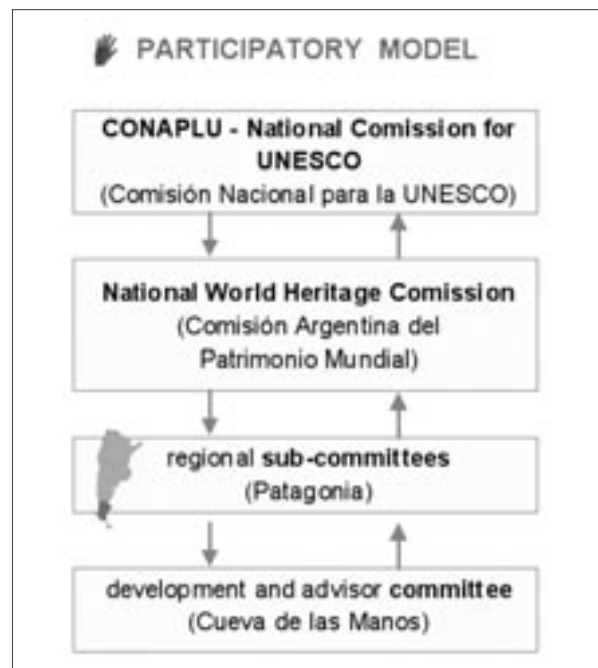 PARTICIPATORY MODEL
CONAPLU - National Comission for
UNESCO
(Comisión Nacional para la UNESCO)
National World Heritage Comission
(Comisión Argentina del
Patrimonio Mundial)
regional sub-committees
(Patagonia)
development and advisor committee
(Cueva de las Manos)